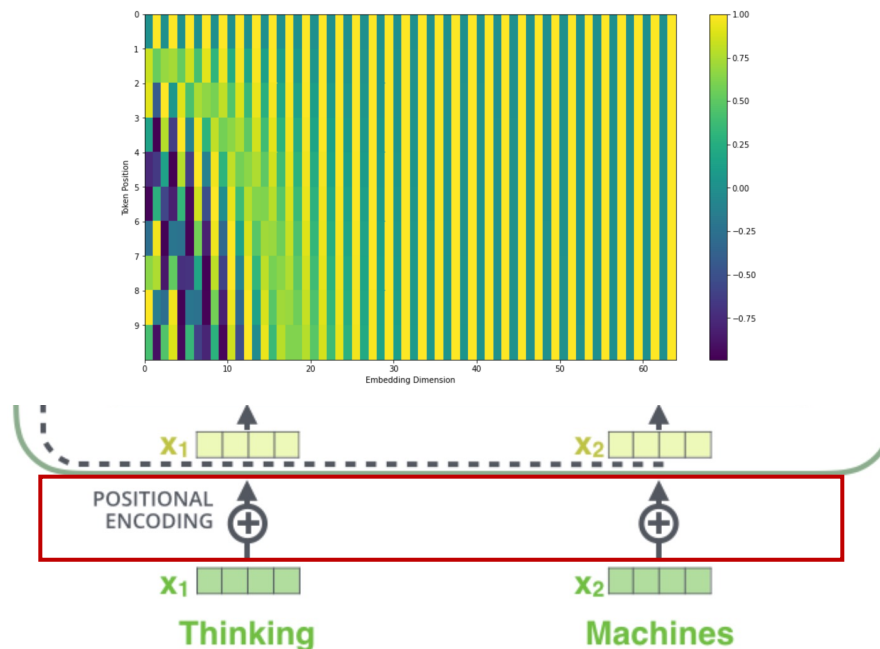 0
1
2
3
4
5
6
7
8
9
Token Position
0 10 20 30 40 50 60
Embedding Dimension
1.00
0.75
0.50
0.25
0.00
−0.25
−0.50
−0.75
x1
x2
POSITIONAL
ENCODING
x1
x2
Thinking
Machines